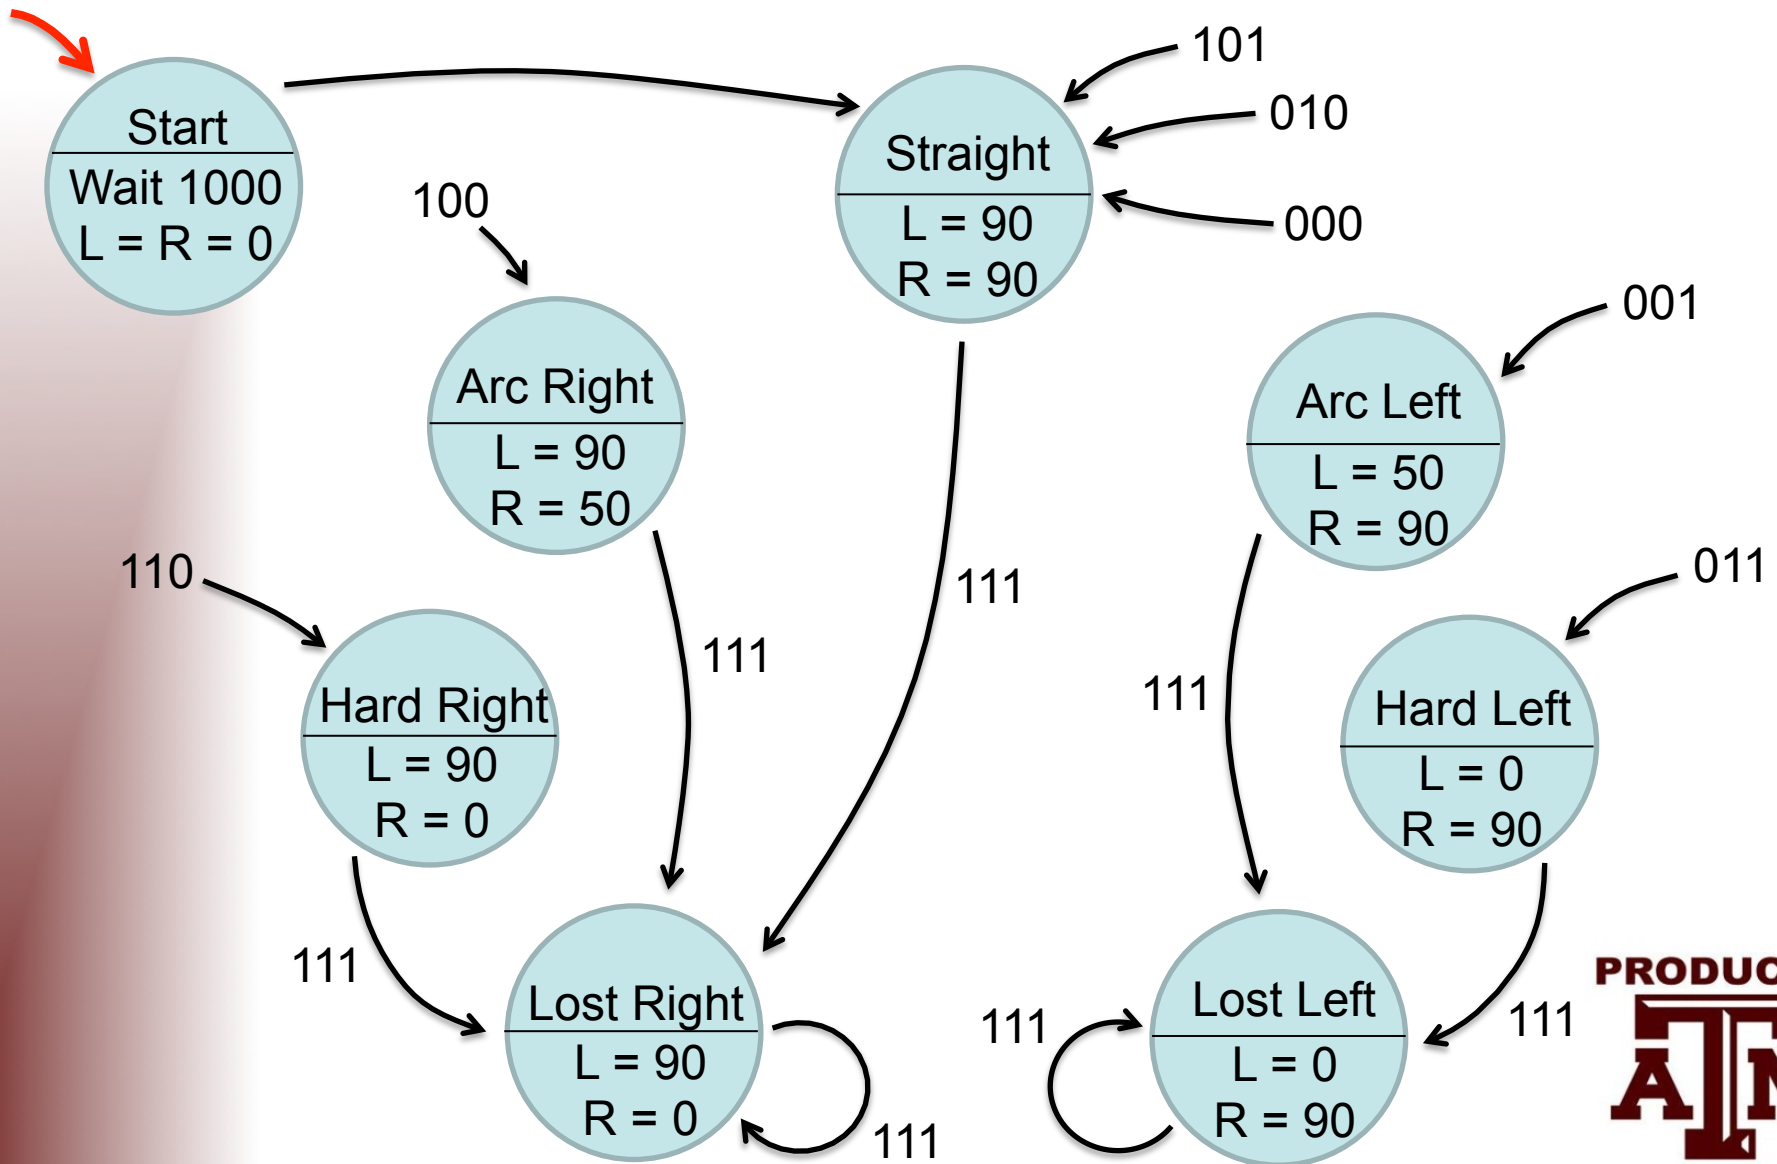 Start
Wait 1000
L = R = 0
Straight
L = 90
R = 90
101
010
000
100
Arc Right
L = 90
R = 50
001
Arc Left
L = 50
R = 90
110
Hard Right
L = 90
R = 0
111
111
111
011
Hard Left
L = 0
R = 90
111
Lost Right
L = 90
R = 0
111
111
Lost Left
L = 0
R = 90
111
PRODUC
ATM